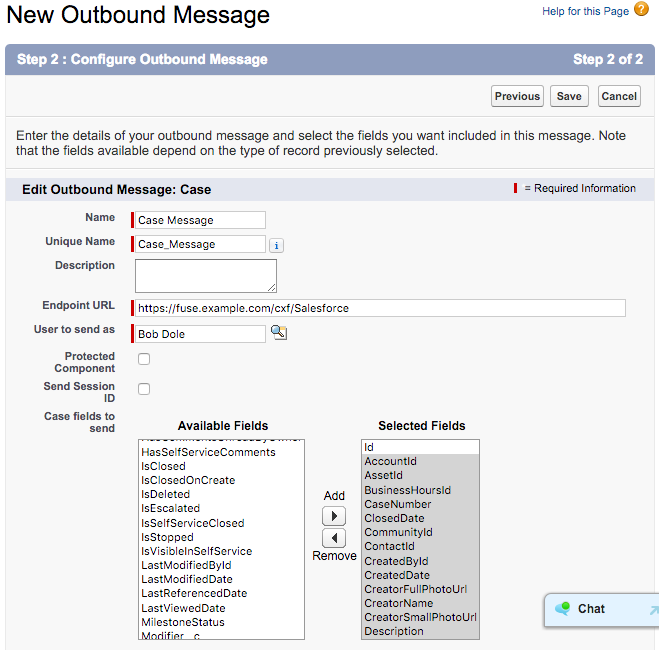 New Outbound Message
Help for this Page ?
Step 2 : Configure Outbound Message Step 2 of 2
Previous Save Cancel
Enter the details of your outbound message and select the fields you want included in this message. Note
that the fields available depend on the type of record previously selected.
Edit Outbound Message: Case = Required Information
Name Case Message
Unique Name Case_Message i
Description
Endpoint URL https://fuse.example.com/cxf/Salesforce
User to send as Bob Dole
Protected
Component
Send Session
ID
Case fields to
send
Available Fields
HasCommentsUnreadByOwner
HasSelfServiceComments
IsClosed
IsClosedOnCreate
IsDeleted
IsEscalated
IsSelfServiceClosed
IsStopped
IsVisibleInSelfService
LastModifiedById
LastModifiedDate
LastReferencedDate
LastViewedDate
MilestoneStatus
Modifier__c
Add
Remove
Selected Fields
Id
AccountId
AssetId
BusinessHoursId
CaseNumber
ClosedDate
CommunityId
ContactId
CreatedById
CreatedDate
CreatorFullPhotoUrl
CreatorName
CreatorSmallPhotoUrl
Description
Chat